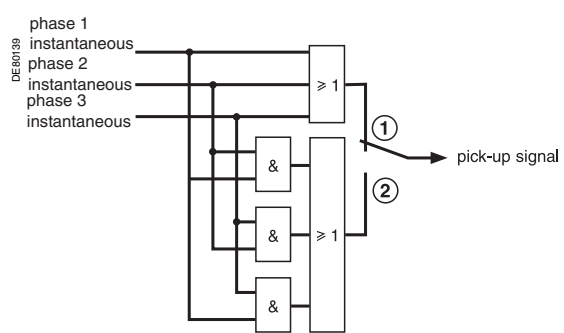 DE80139
phase 1
instantaneous
phase 2
instantaneous
phase 3
instantaneous
≥ 1
①
pick-up signal
②
&
&
≥ 1
&